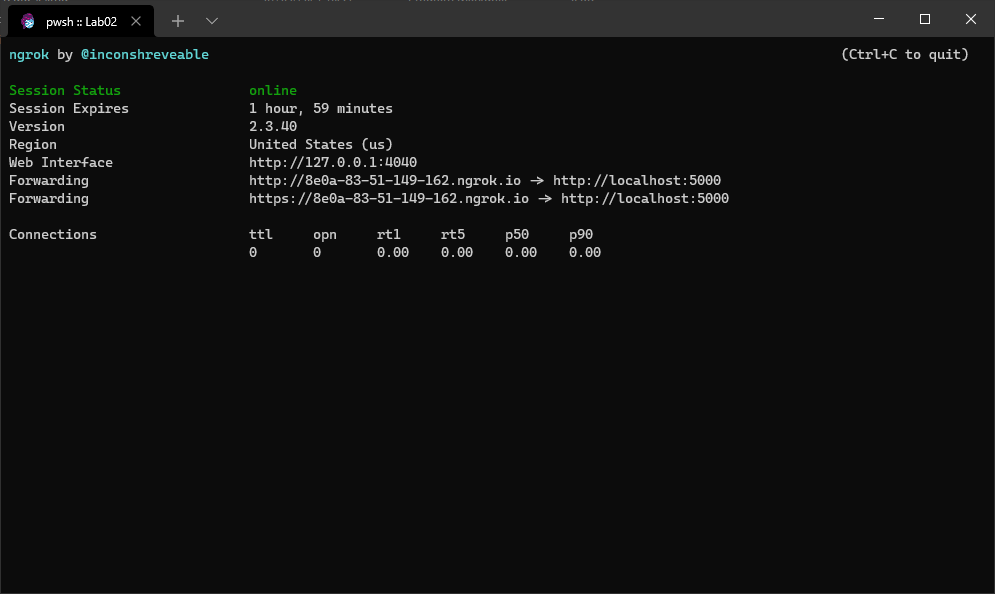 pwsh :: Lab02
ngrok by @inconshreveable (Ctrl+C to quit)
Session Status online
Session Expires 1 hour, 59 minutes
Version 2.3.40
Region United States (us)
Web Interface http://127.0.0.1:4040
Forwarding http://8e0a-83-51-149-162.ngrok.io -> http://localhost:5000
Forwarding https://8e0a-83-51-149-162.ngrok.io -> http://localhost:5000
Connections ttl opn rt1 rt5 p50 p90
0 0 0.00 0.00 0.00 0.00